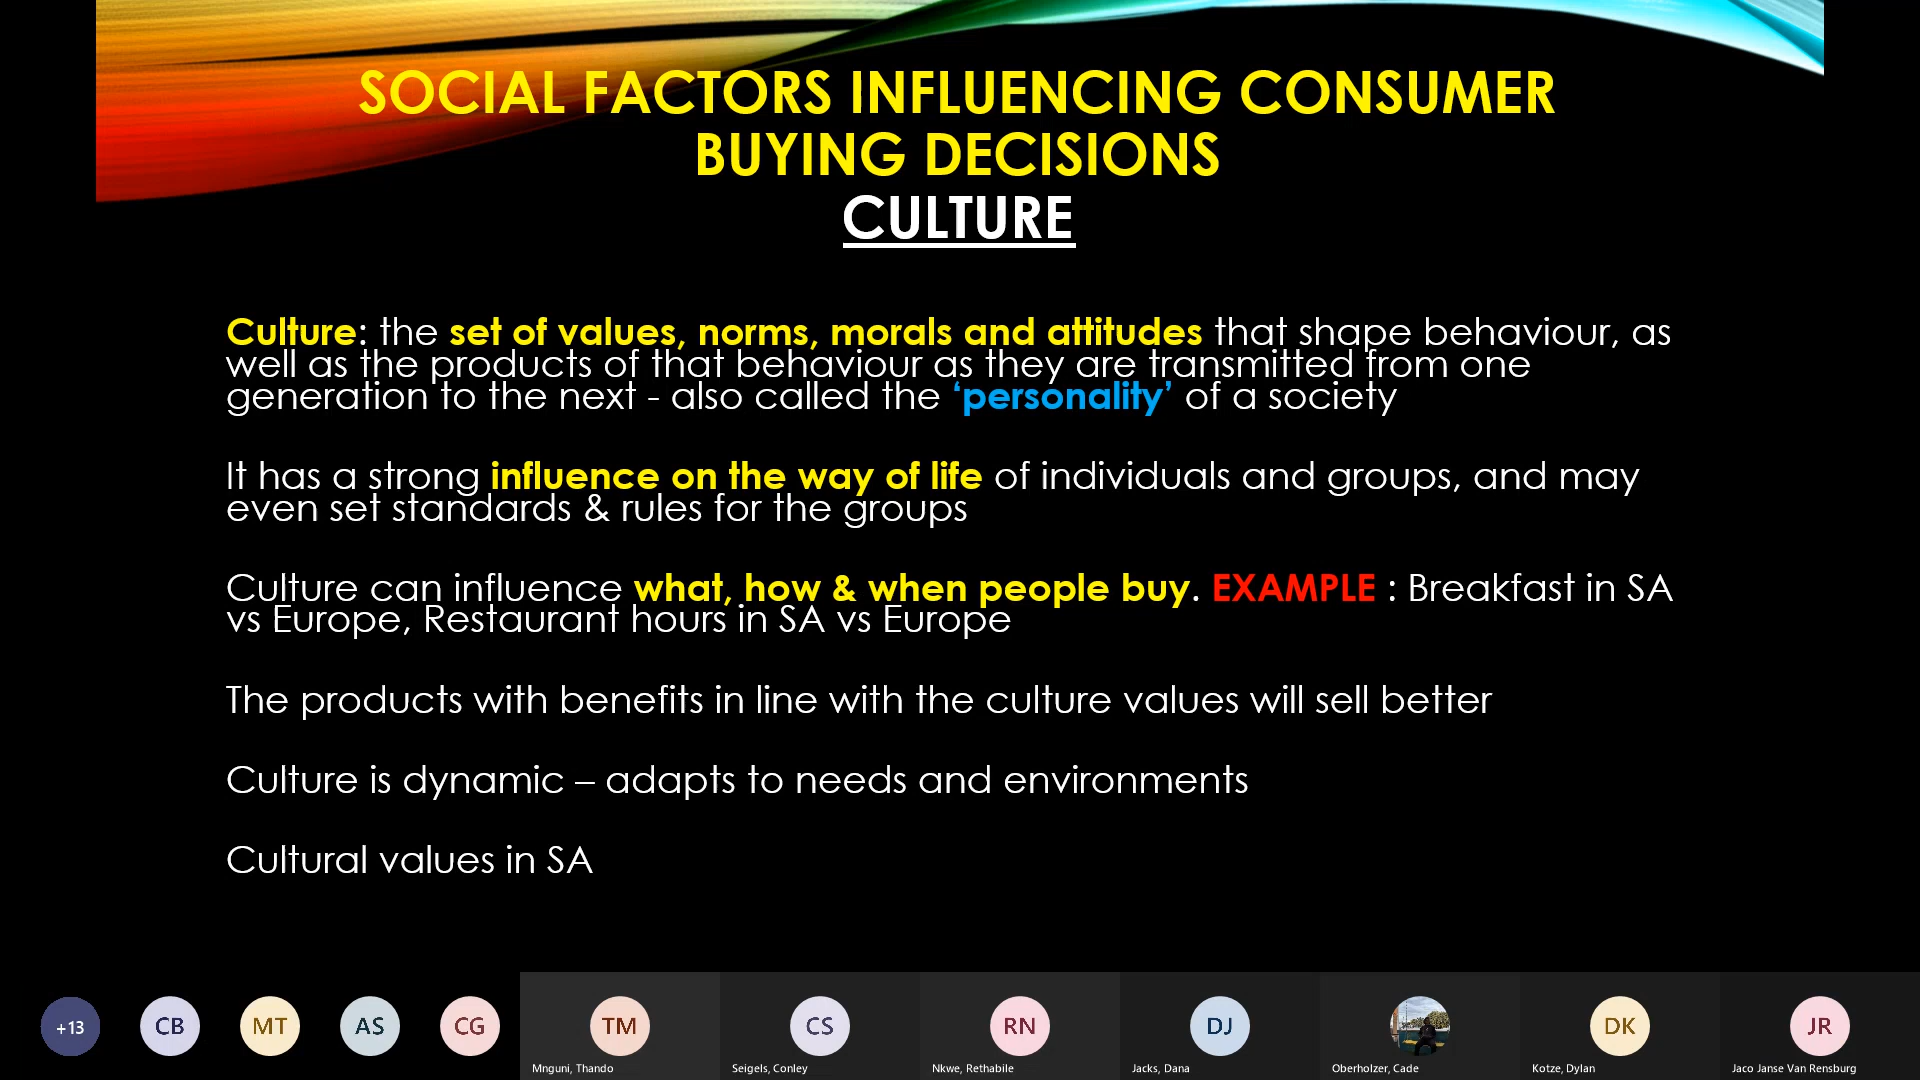 SOCIAL FACTORS INFLUENCING CONSUMER
BUYING DECISIONS
CULTURE
Culture: the set of values, norms, morals and attitudes that shape behaviour, as
well as the products of that behaviour as they are transmitted from one
generation to the next - also called the ‘personality’ of a society
It has a strong influence on the way of life of individuals and groups, and may
even set standards & rules for the groups
Culture can influence what, how & when people buy. EXAMPLE : Breakfast in SA
vs Europe, Restaurant hours in SA vs Europe
The products with benefits in line with the culture values will sell better
Culture is dynamic – adapts to needs and environments
Cultural values in SA
+13 CB MT AS CG TM CS RN DJ DK JR
Mnguni, Thando Seigels, Conley Nkwe, Rethabile Jacks, Dana Oberholzer, Cade Kotze, Dylan Jaco Janse Van Rensburg